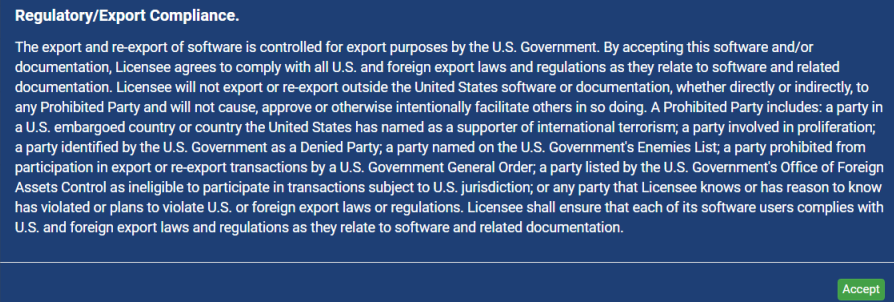 Regulatory/Export Compliance.
The export and re-export of software is controlled for export purposes by the U.S. Government. By accepting this software and/or
documentation, Licensee agrees to comply with all U.S. and foreign export laws and regulations as they relate to software and related
documentation. Licensee will not export or re-export outside the United States software or documentation, whether directly or indirectly, to
any Prohibited Party and will not cause, approve or otherwise intentionally facilitate others in so doing. A Prohibited Party includes: a party in
a U.S. embargoed country or country the United States has named as a supporter of international terrorism; a party involved in proliferation;
a party identified by the U.S. Government as a Denied Party; a party named on the U.S. Government's Enemies List; a party prohibited from
participation in export or re-export transactions by a U.S. Government General Order; a party listed by the U.S. Government's Office of Foreign
Assets Control as ineligible to participate in transactions subject to U.S. jurisdiction; or any party that Licensee knows or has reason to know
has violated or plans to violate U.S. or foreign export laws or regulations. Licensee shall ensure that each of its software users complies with
U.S. and foreign export laws and regulations as they relate to software and related documentation.
Accept